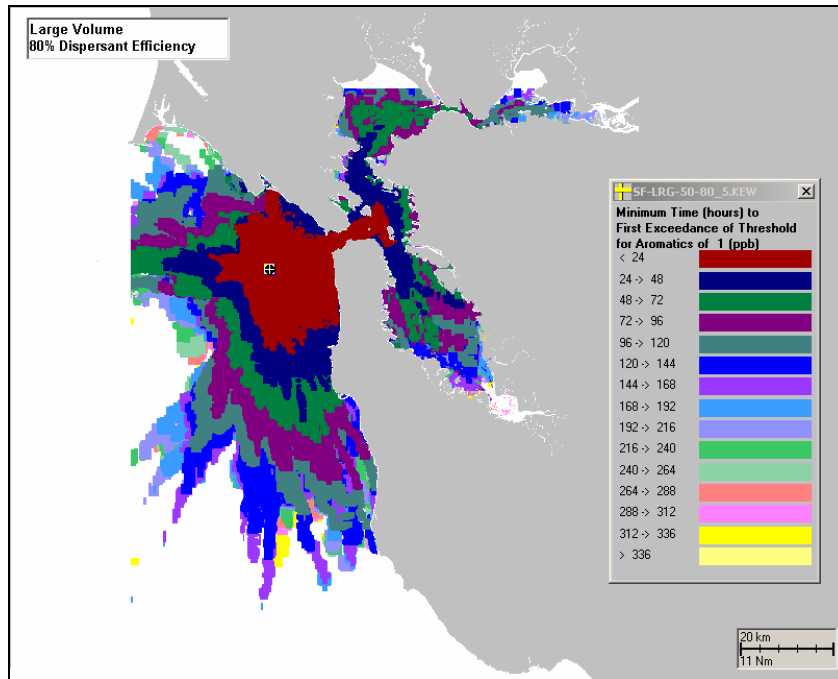 Large Volume
80% Dispersant Efficiency
SF-LRG-50-80_5.KEW
Minimum Time (hours) to
First Exceedance of Threshold
for Aromatics of 1 (ppb)
< 24
24 -> 48
48 -> 72
72 -> 96
96 -> 120
120 -> 144
144 -> 168
168 -> 192
192 -> 216
216 -> 240
240 -> 264
264 -> 288
288 -> 312
312 -> 336
> 336
20 km
11 Nm